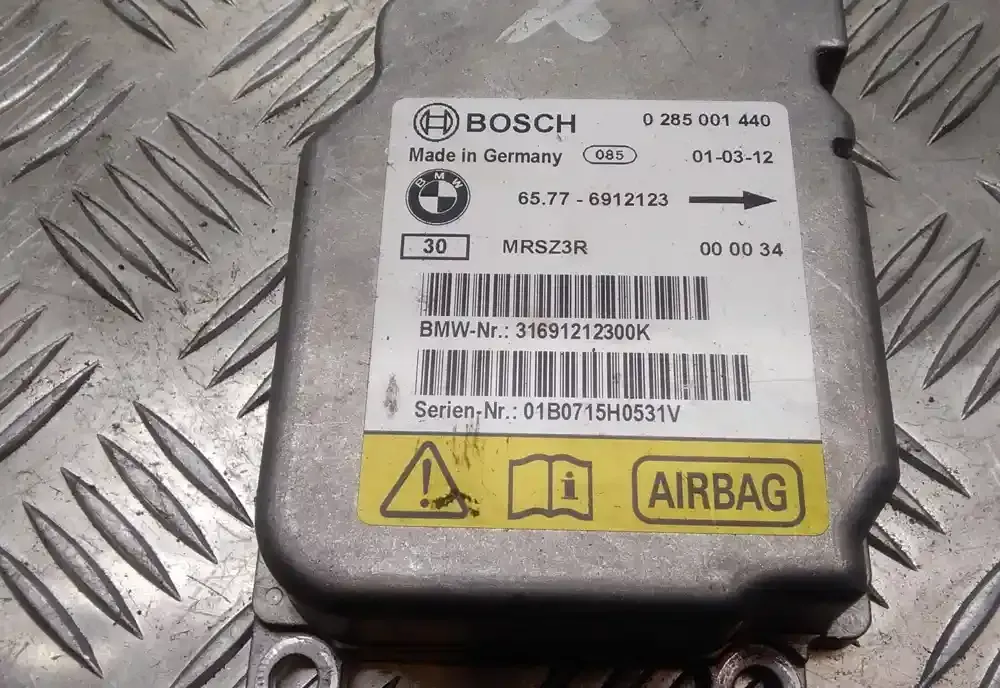 BOSCH 0 285 001 440
Made in Germany 085 01-03-12
BMW 65.77 - 6912123
30 MRSZ3R 00 00 34
BMW-Nr.: 31691212300K
Serien-Nr.: 01B0715H0531V
AIRBAG